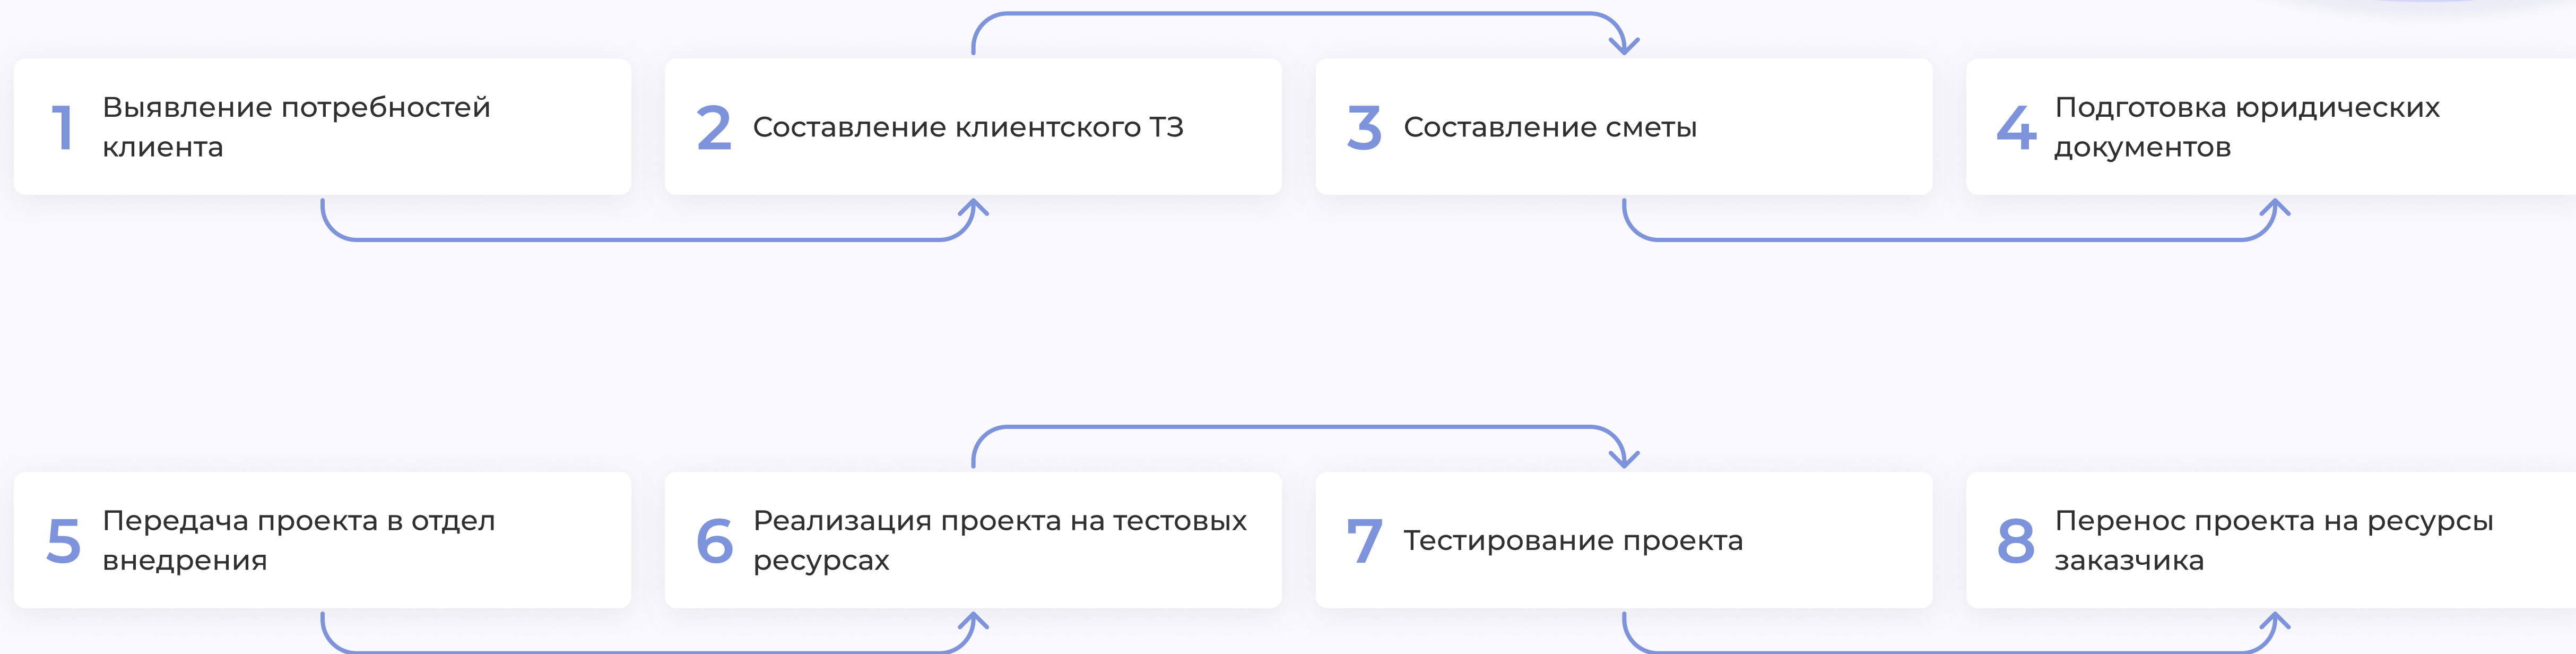 1 Выявление потребностей
клиента
2 Составление клиентского ТЗ
3 Составление сметы
4 Подготовка юридических
документов
5 Передача проекта в отдел
внедрения
6 Реализация проекта на тестовых
ресурсах
7 Тестирование проекта
8 Перенос проекта на ресурсы
заказчика